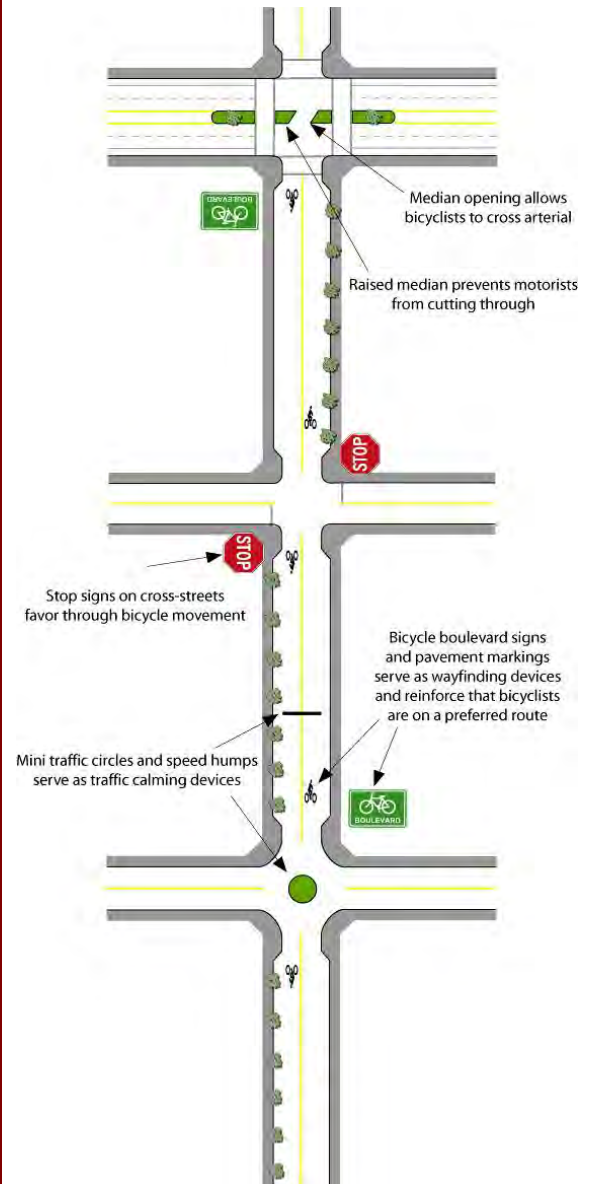 BOULEVARD
Median opening allows
bicyclists to cross arterial
Raised median prevents motorists
from cutting through
STOP
STOP
Stop signs on cross-streets
favor through bicycle movement
Bicycle boulevard signs
and pavement markings
serve as wayfinding devices
and reinforce that bicyclists
are on a preferred route
Mini traffic circles and speed humps
serve as traffic calming devices
BOULEVARD